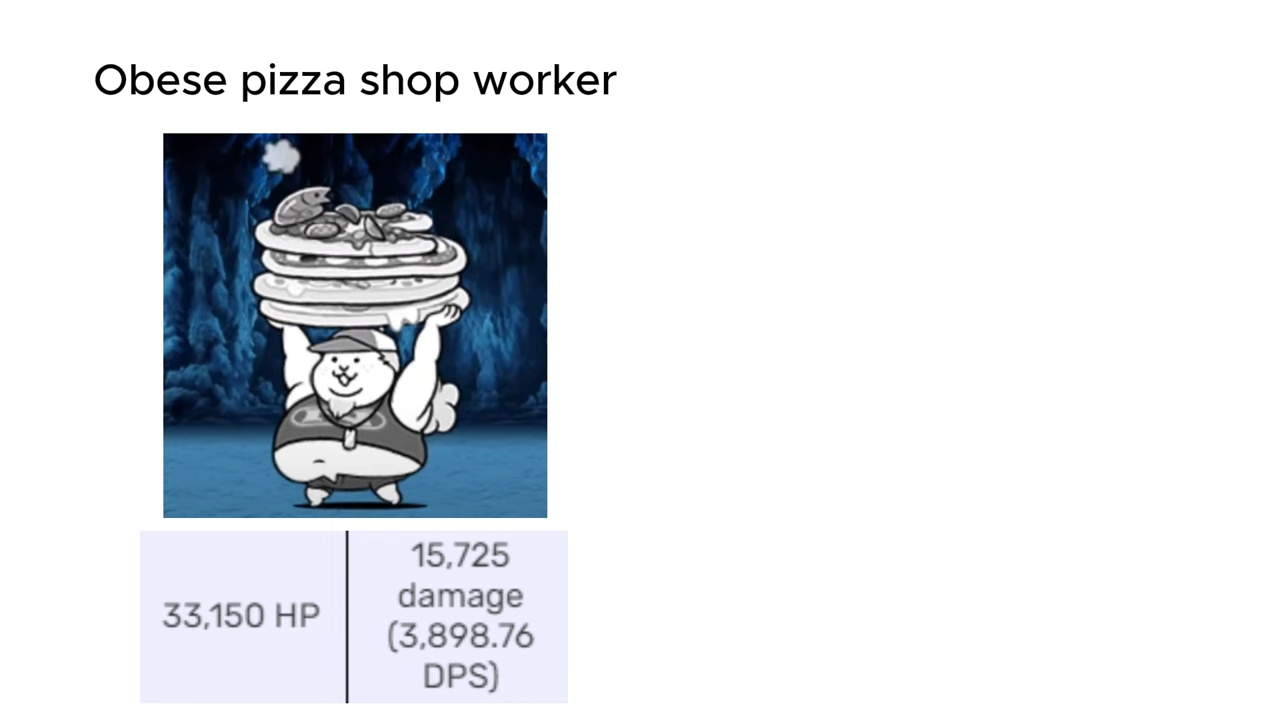 Obese pizza shop worker
33,150 HP
15,725
damage
(3,898.76
DPS)